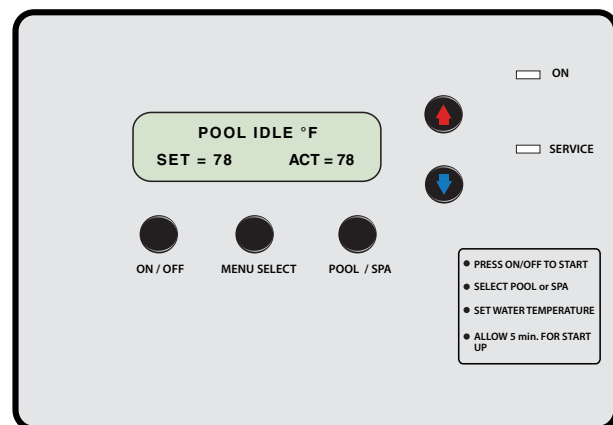 POOL IDLE °F
SET = 78 ACT = 78
ON
SERVICE
ON / OFF
MENU SELECT
POOL / SPA
● PRESS ON/OFF TO START
● SELECT POOL or SPA
● SET WATER TEMPERATURE
● ALLOW 5 min. FOR START
UP